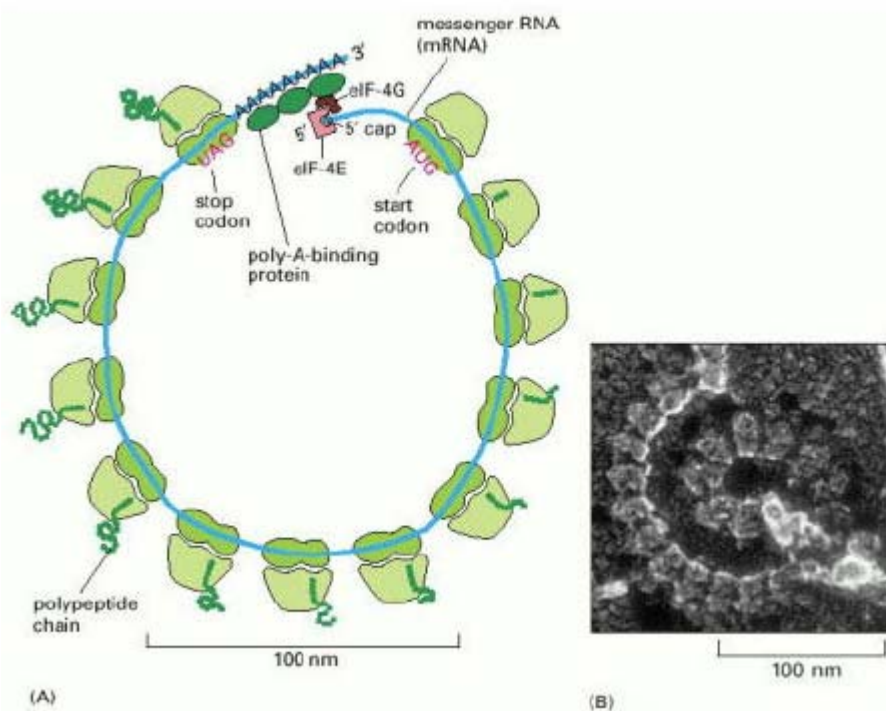 messenger RNA
(mRNA)
AAAAAAAAA 3'
eIF-4G
5'
5' cap
eIF-4E
UAG
AUG
stop
codon
start
codon
poly-A-binding
protein
polypeptide
chain
100 nm
100 nm
(A)
(B)